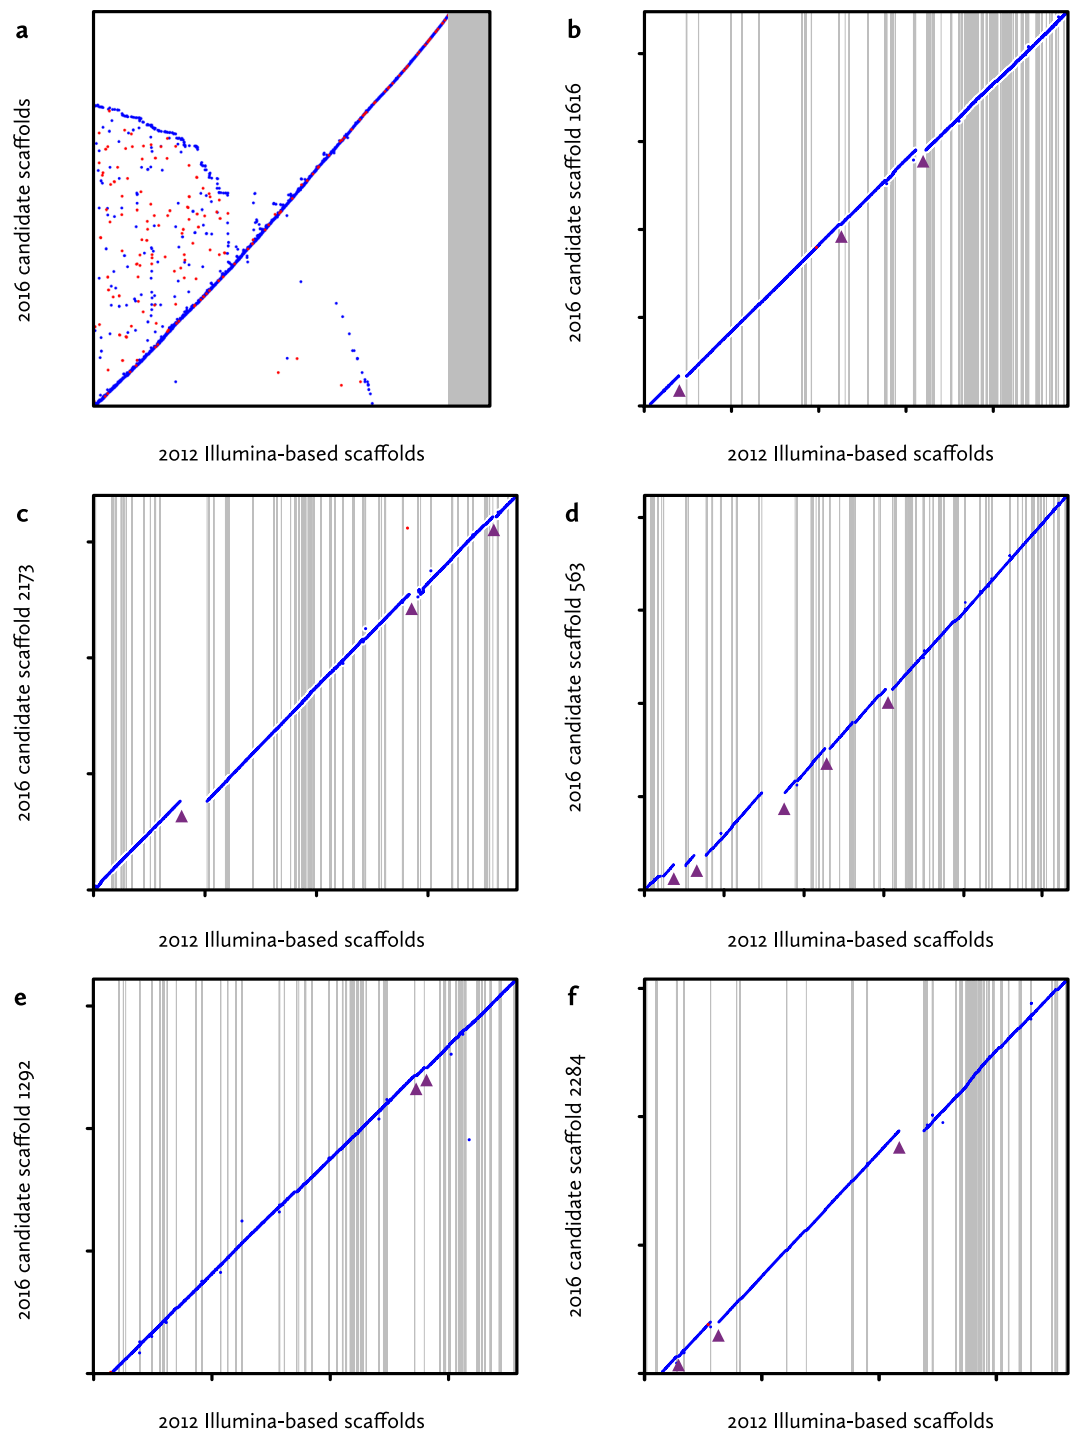 a
2016 candidate scaffolds
2012 Illumina-based scaffolds
b
2016 candidate scaffold 1616
2012 Illumina-based scaffolds
c
2016 candidate scaffold 2173
2012 Illumina-based scaffolds
d
2016 candidate scaffold 563
2012 Illumina-based scaffolds
e
2016 candidate scaffold 1292
2012 Illumina-based scaffolds
f
2016 candidate scaffold 2284
2012 Illumina-based scaffolds